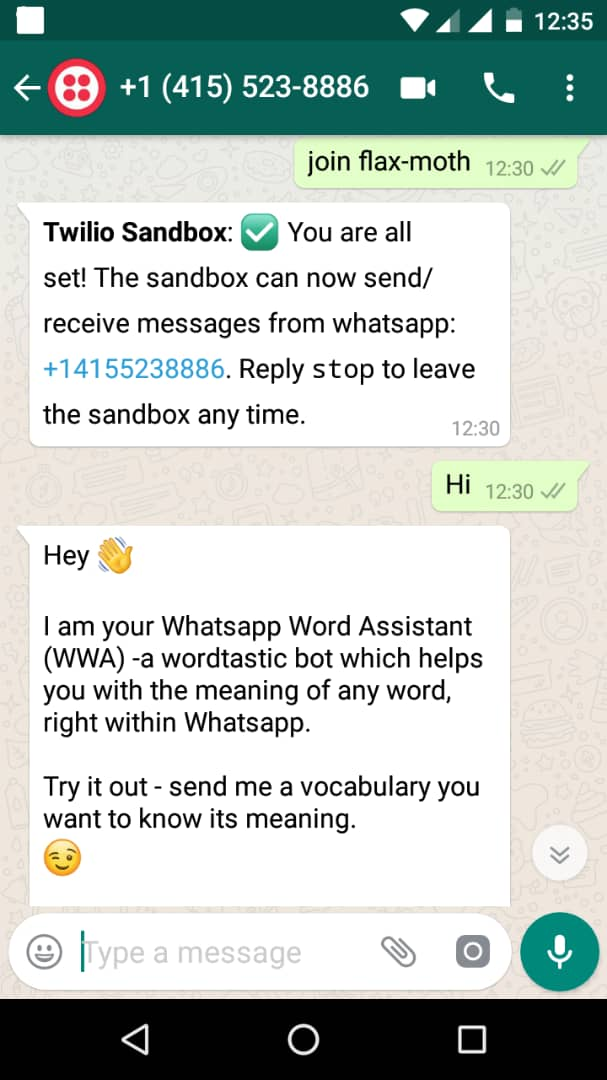 12:35
+1 (415) 523-8886
join flax-moth 12:30
Twilio Sandbox: ✅ You are all
set! The sandbox can now send/
receive messages from whatsapp:
+14155238886. Reply stop to leave
the sandbox any time.
12:30
Hi 12:30
Hey 👋
I am your Whatsapp Word Assistant
(WWA) -a wordtastic bot which helps
you with the meaning of any word,
right within Whatsapp.
Try it out - send me a vocabulary you
want to know its meaning.
😉
Type a message